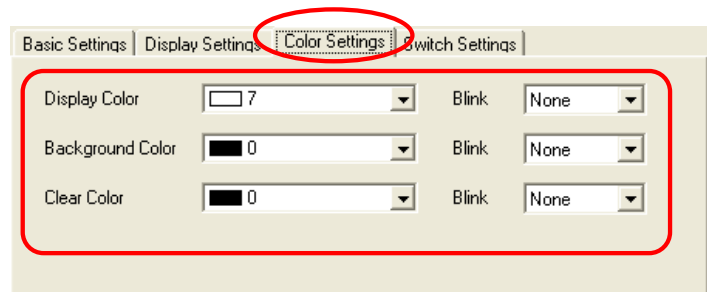 Basic Settings Display Settings Color Settings Switch Settings
Display Color 7 Blink None
Background Color 0 Blink None
Clear Color 0 Blink None